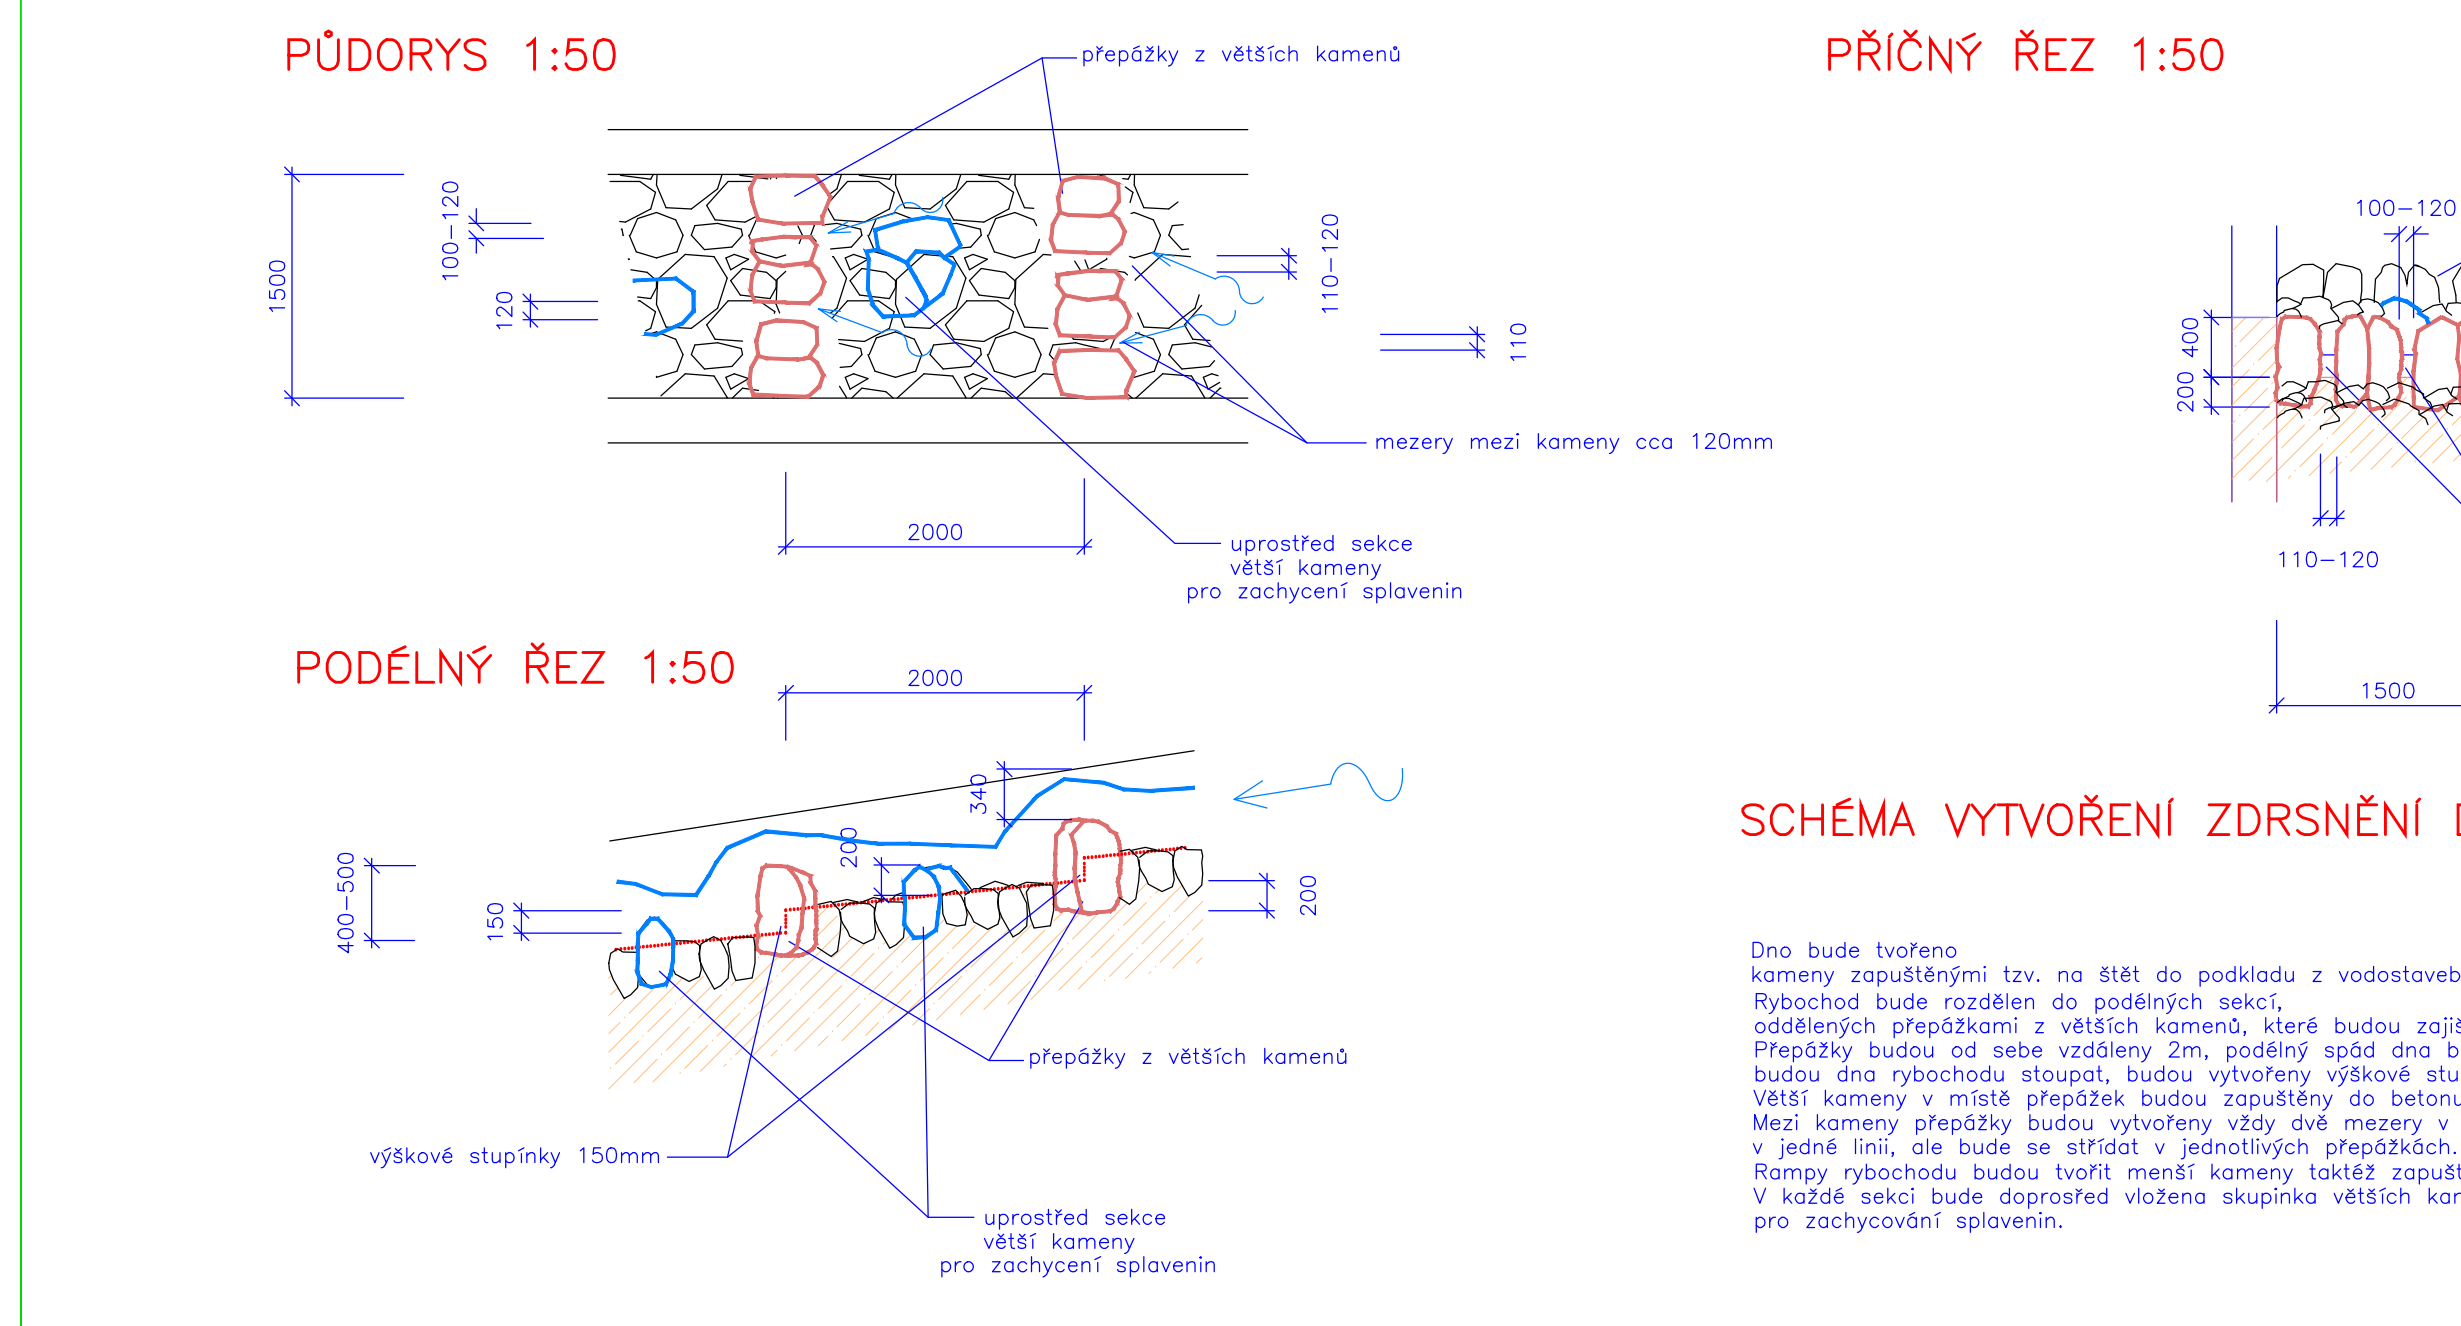 PŮDORYS 1:50
přepážky z větších kamenů
1500
100-120
120
110-120
110
mezery mezi kameny cca 120mm
2000
uprostřed sekce
větší kameny
pro zachycení splavenin
PŘÍČNÝ ŘEZ 1:50
100-120
400
200
110-120
1500
PODÉLNÝ ŘEZ 1:50
2000
340
200
400-500
150
200
přepážky z větších kamenů
výškové stupínky 150mm
uprostřed sekce
větší kameny
pro zachycení splavenin
SCHÉMA VYTVOŘENÍ ZDRSNĚNÍ
Dno bude tvořeno
kameny zapuštěnými tzv. na štět do podkladu z vodostaveb
Rybochod bude rozdělen do podélných sekcí,
oddělených přepážkami z větších kamenů, které budou zajiš
Přepážky budou od sebe vzdáleny 2m, podélný spád dna b
budou dna rybochodu stoupat, budou vytvořeny výškové stu
Větší kameny v místě přepážek budou zapuštěny do betonu
Mezi kameny přepážky budou vytvořeny vždy dvě mezery v
v jedné linii, ale bude se střídat v jednotlivých přepážkách.
Rampy rybochodu budou tvořit menší kameny taktéž zapušt
V každé sekci bude doprosřed vložena skupinka větších kam
pro zachycování splavenin.